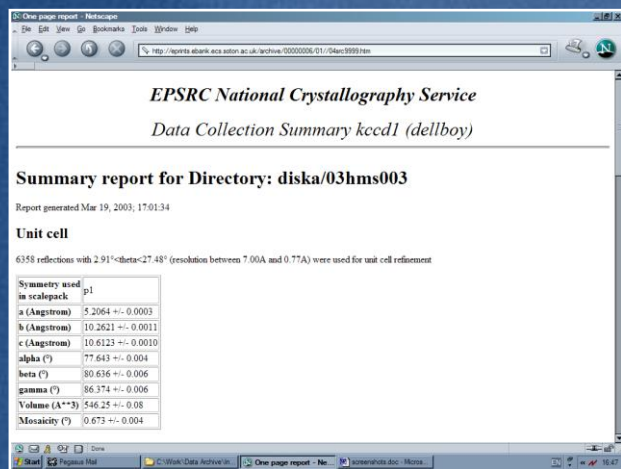 One page report - Netscape
File Edit View Go Bookmarks Tools Window Help
http://eprints.ebank.ecs.soton.ac.uk/archive/00000006/01//04src9999.htm
EPSRC National Crystallography Service
Data Collection Summary kccd1 (dellboy)
Summary report for Directory: diska/03hms003
Report generated Mar 19, 2003; 17:01:34
Unit cell
6358 reflections with 2.91°<theta<27.48° (resolution between 7.00A and 0.77A) were used for unit cell refinement
Symmetry used in scalepack p1
a (Angstrom) 5.2064 +/- 0.0003
b (Angstrom) 10.2621 +/- 0.0011
c (Angstrom) 10.6123 +/- 0.0010
alpha (°) 77.643 +/- 0.004
beta (°) 80.636 +/- 0.006
gamma (°) 86.374 +/- 0.006
Volume (A**3) 546.25 +/- 0.08
Mosaicity (°) 0.673 +/- 0.004
Done
Start Pegasus Mail C:\Work\Data Archive\In... One page report - Ne... screenshots.doc - Micros... 16:47